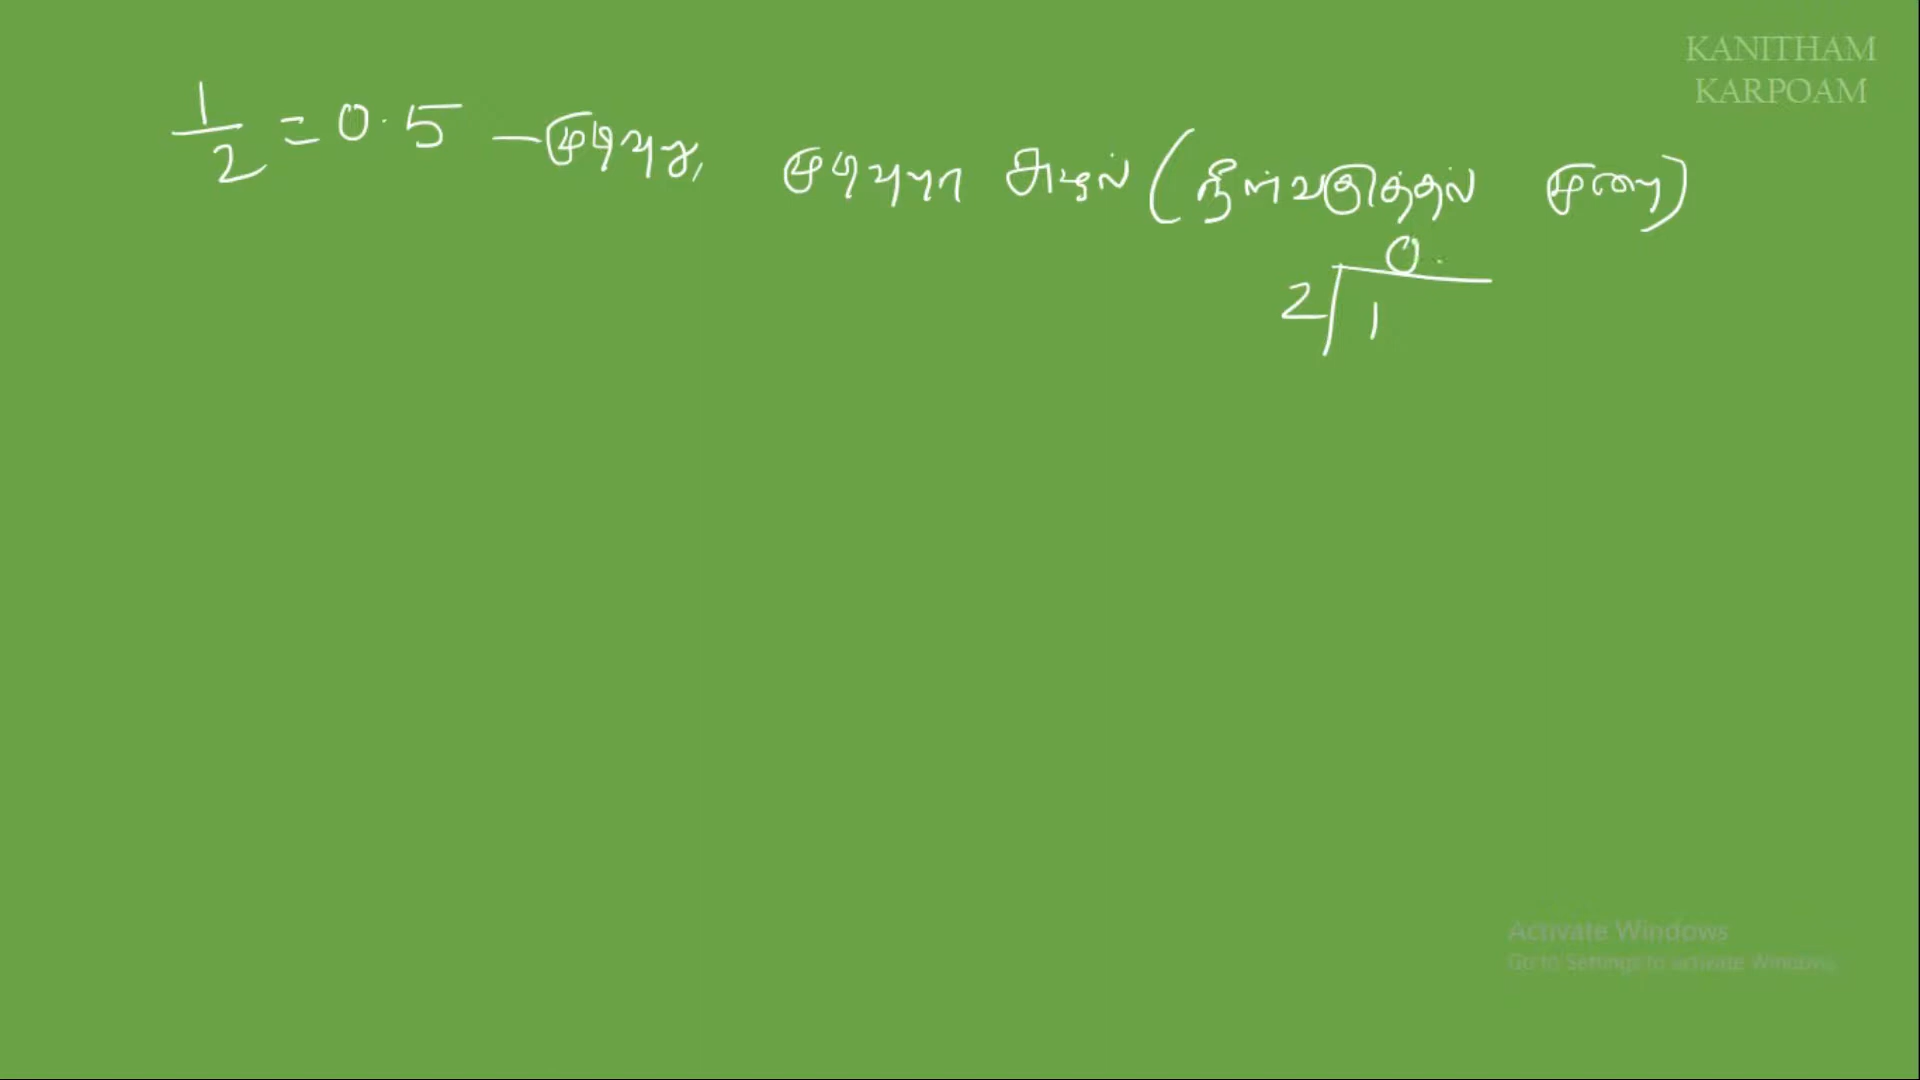 KANITHAM
KARPOAM
1/2 = 0.5 — முடிவுறு, முடிவுறா சுழல் (நீள்வகுத்தல் முறை)
0.
2 1
Activate Windows
Go to Settings to activate Windows.